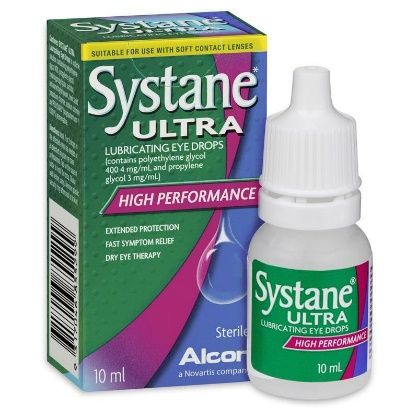 SUITABLE FOR USE WITH SOFT CONTACT LENSES
Systane*
ULTRA
LUBRICATING EYE DROPS
(contains polyethylene glycol
400 4 mg/mL and propylene
glycol 3 mg/mL)
HIGH PERFORMANCE
EXTENDED PROTECTION
FAST SYMPTOM RELIEF
DRY EYE THERAPY
Sterile
Alcon
10 ml
a Novartis company
Systane
ULTRA
LUBRICATING EYE DROPS
HIGH PERFORMANCE
10 mL